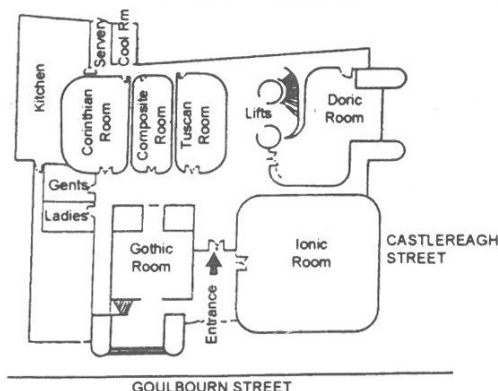 Kitchen
Servery
Cool Rm
Corinthian
Room
Composite
Room
Tuscan
Room
Lifts
Doric
Room
Gents
Ladies
Gothic
Room
Entrance
Ionic
Room
CASTLEREAGH
STREET
GOULBOURN STREET